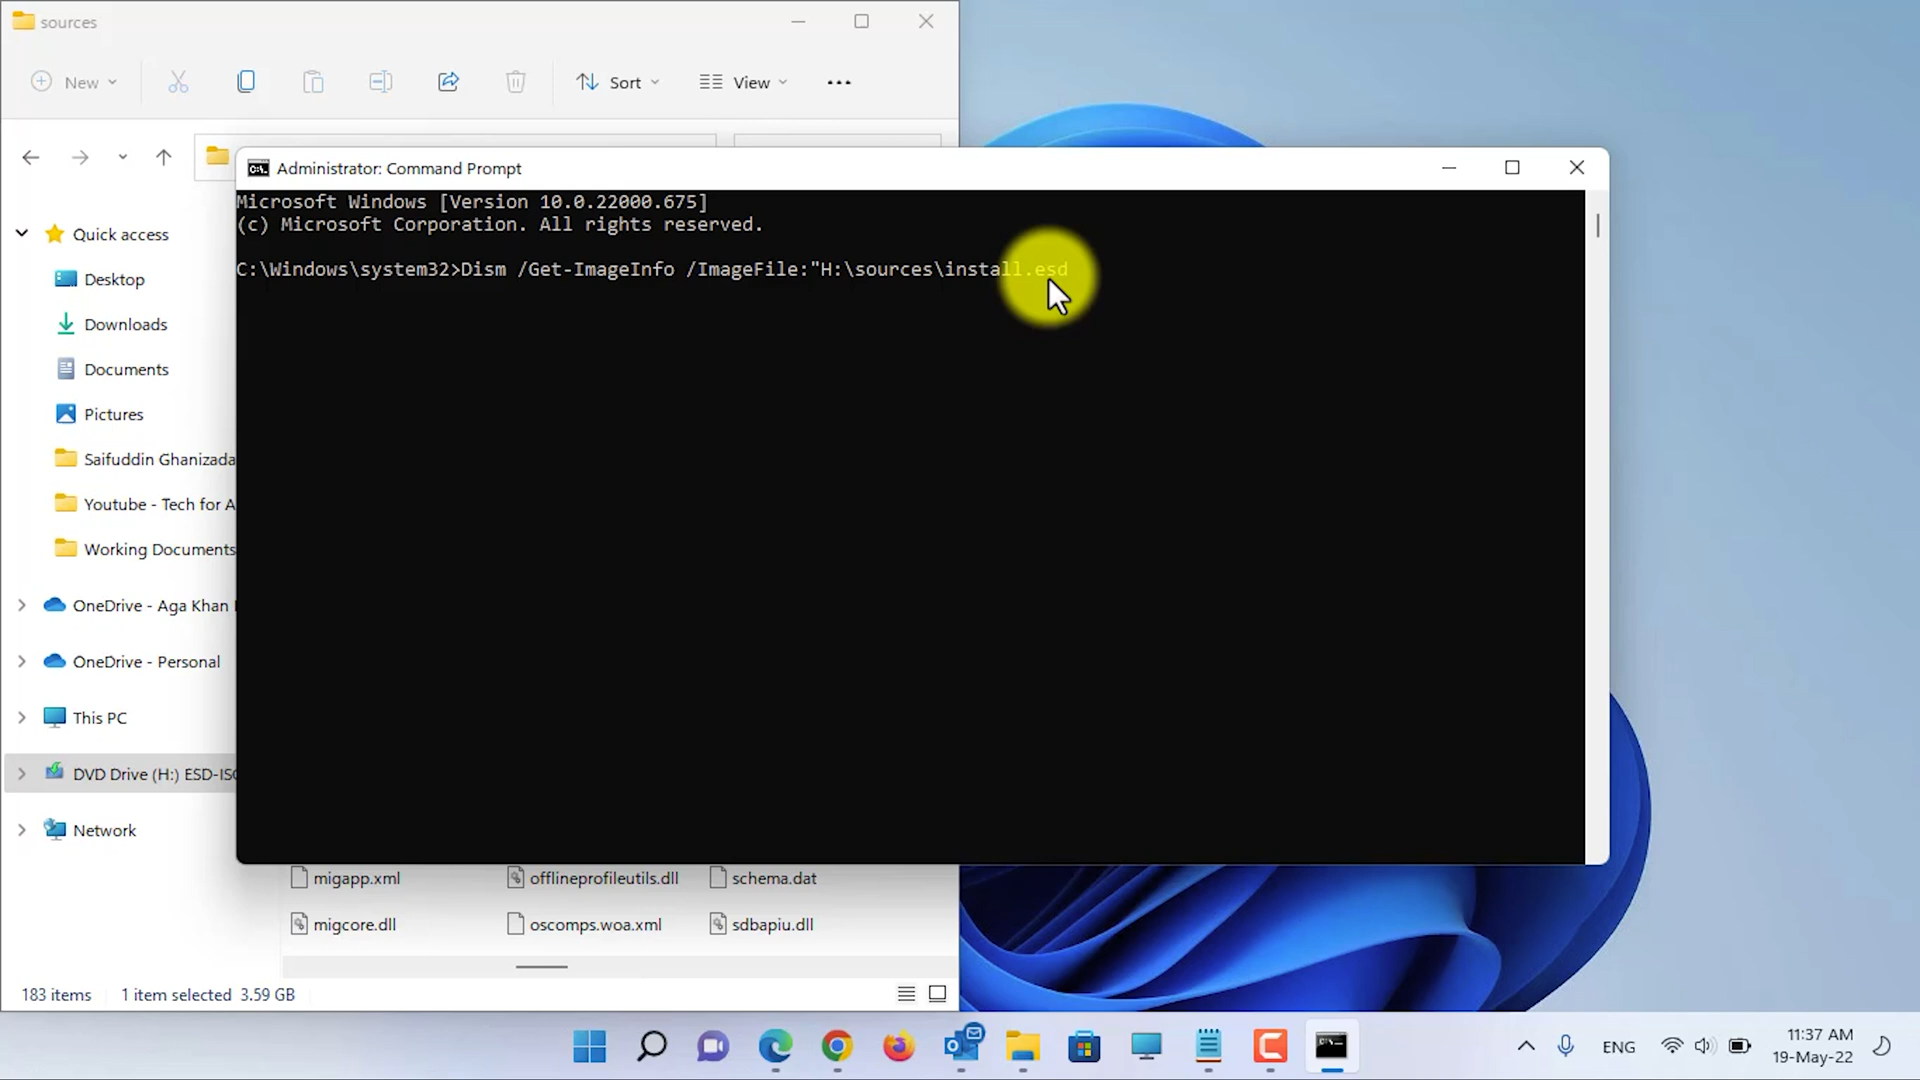 sources
New
Sort
View
Administrator: Command Prompt
Microsoft Windows [Version 10.0.22000.675]
(c) Microsoft Corporation. All rights reserved.
C:\Windows\system32>Dism /Get-ImageInfo /ImageFile:"H:\sources\install.esd
Quick access
Desktop
Downloads
Documents
Pictures
Saifuddin Ghanizada
Youtube - Tech for A
Working Documents
OneDrive - Aga Khan
OneDrive - Personal
This PC
DVD Drive (H:) ESD-ISO
Network
migapp.xml
offlineprofileutils.dll
schema.dat
migcore.dll
oscomps.woa.xml
sdbapiu.dll
183 items
1 item selected 3.59 GB
ENG
11:37 AM
19-May-22